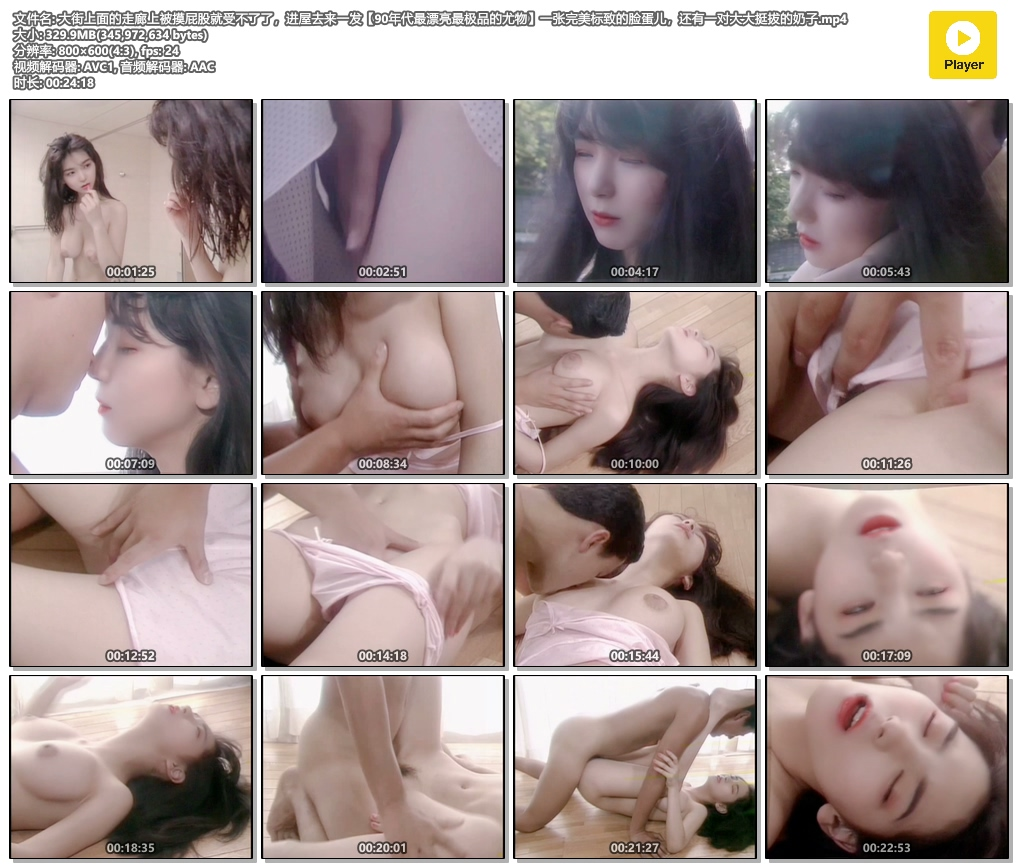 文件名: 大街上面的走廊上被摸屁股就受不了了，进屋去来一发【90年代最漂亮最极品的尤物】一张完美标致的脸蛋儿，还有一对大大挺拨的奶子.mp4
大小: 329.9MB(345,972,634 bytes)
分辨率: 800×600(4:3), fps: 24
视频解码器: AVC1, 音频解码器: AAC
时长: 00:24:18
Player
00:01:25
00:02:51
00:04:17
00:05:43
00:07:09
00:08:34
00:10:00
00:11:26
00:12:52
00:14:18
00:15:44
00:17:09
00:18:35
00:20:01
00:21:27
00:22:53